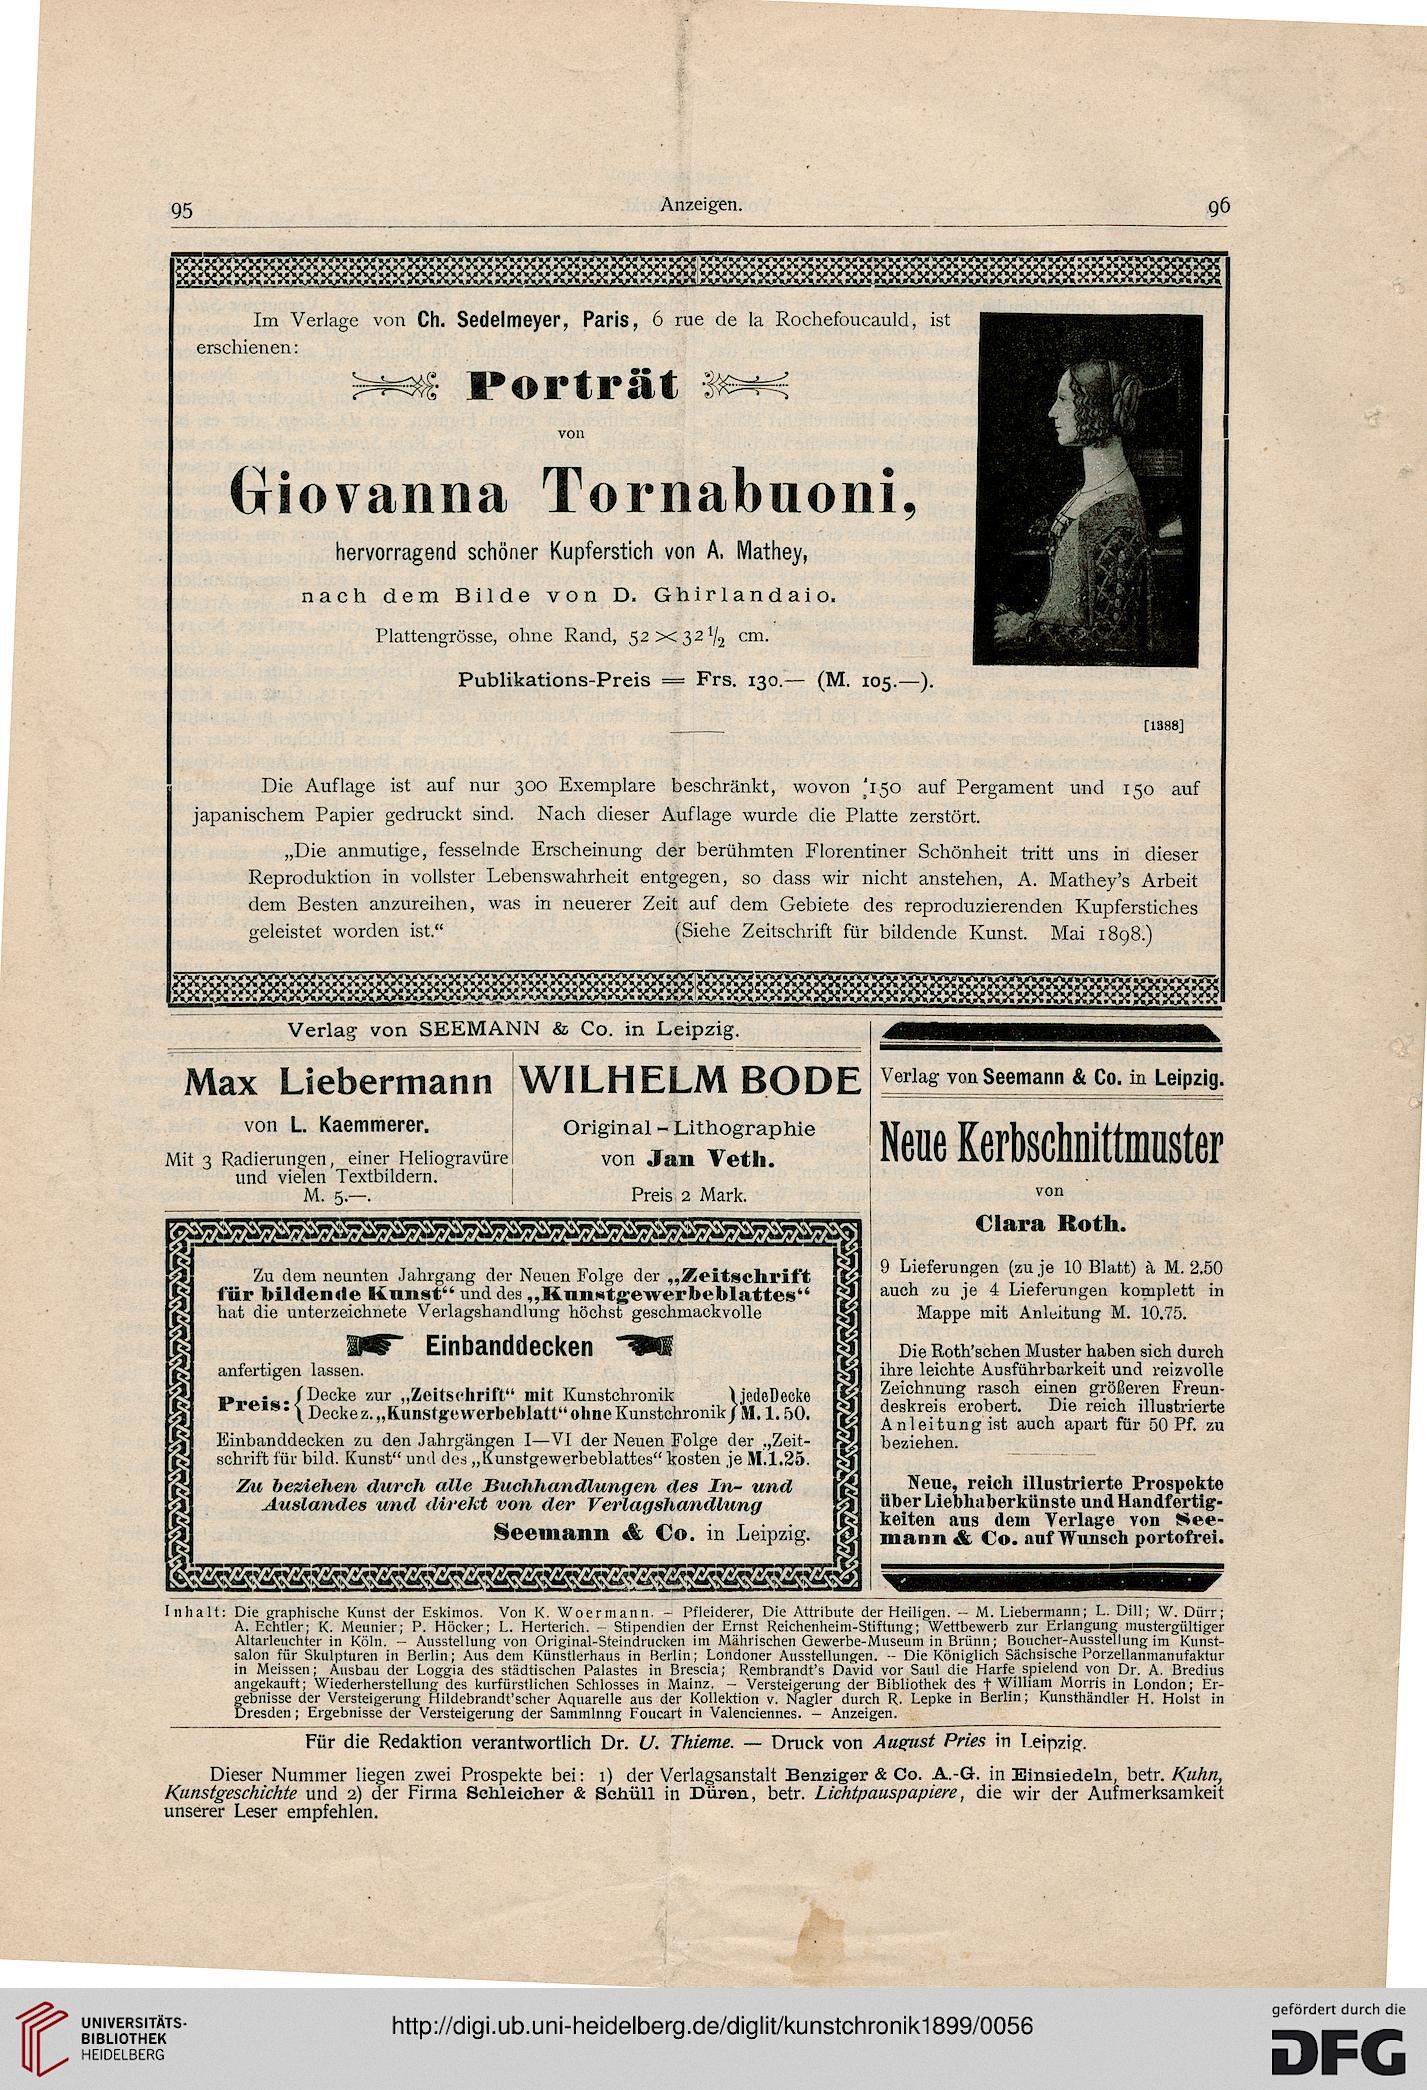 95 Anzeigen. 96
Im Verlage von Ch. Sedelmeyer, Paris, 6 rue de la Rochefoucauld, ist
erschienen:
Porträt
von
Giovanna Tornabuoni,
hervorragend schöner Kupferstich von A. Mathey,
nach dem Bilde von D. Ghirlandaio.
Plattengrösse, ohne Rand, 52 × 32 1/2 cm.
Publikations-Preis = Frs. 130.— (M. 105.—).
[1388]
Die Auflage ist auf nur 300 Exemplare beschränkt, wovon 150 auf Pergament und 150 auf
japanischem Papier gedruckt sind. Nach dieser Auflage wurde die Platte zerstört.
„Die anmutige, fesselnde Erscheinung der berühmten Florentiner Schönheit tritt uns in dieser
Reproduktion in vollster Lebenswahrheit entgegen, so dass wir nicht anstehen, A. Mathey's Arbeit
dem Besten anzureihen, was in neuerer Zeit auf dem Gebiete des reproduzierenden Kupferstiches
geleistet worden ist.“ (Siehe Zeitschrift für bildende Kunst. Mai 1898.)
Verlag von SEEMANN & Co. in Leipzig.
Max Liebermann
von L. Kaemmerer.
Mit 3 Radierungen, einer Heliogravüre
und vielen Textbildern.
M. 5.—.
WILHELM BODE
Original-Lithographie
von Jan Veth.
Preis 2 Mark.
Zu dem neunten Jahrgang der Neuen Folge der „Zeitschrift
für bildende Kunst“ und des „Kunstgewerbeblattes“
hat die unterzeichnete Verlagshandlung höchst geschmackvolle
Einbanddecken
anfertigen lassen.
Preis: { Decke zur „Zeitschrift“ mit Kunstchronik } jede Decke
{ Decke z. „Kunstgewerbeblatt“ ohne Kunstchronik } M. 1.50.
Einbanddecken zu den Jahrgängen I—VI der Neuen Folge der „Zeit-
schrift für bild. Kunst“ und des „Kunstgewerbeblattes“ kosten je M.1.25.
Zu beziehen durch alle Buchhandlungen des In- und
Auslandes und direkt von der Verlagshandlung
Seemann & Co. in Leipzig.
Verlag von Seemann & Co. in Leipzig.
Neue Kerbschnittmuster
von
Clara Roth.
9 Lieferungen (zu je 10 Blatt) à M. 2.50
auch zu je 4 Lieferungen komplett in
Mappe mit Anleitung M. 10.75.
Die Roth'schen Muster haben sich durch
ihre leichte Ausführbarkeit und reizvolle
Zeichnung rasch einen größeren Freun-
deskreis erobert. Die reich illustrierte
Anleitung ist auch apart für 50 Pf. zu
beziehen.
Neue, reich illustrierte Prospekte
über Liebhaberkünste und Handfertig-
keiten aus dem Verlage von See-
mann & Co. auf Wunsch portofrei.
Inhalt: Die graphische Kunst der Eskimos. Von K. Woermann. – Pfleiderer, Die Attribute der Heiligen. – M. Liebermann; L. Dill; W. Dürr;
A. Echtler; K. Meunier; P. Höcker; L. Herterich. – Stipendien der Ernst Reichenheim-Stiftung; Wettbewerb zur Erlangung mustergültiger
Altarleuchter in Köln. – Ausstellung von Original-Steindrucken im Mährischen Gewerbe-Museum in Brünn; Boucher-Ausstellung im Kunst-
salon für Skulpturen in Berlin; Aus dem Künstlerhaus in Berlin; Londoner Ausstellungen. – Die Königlich Sächsische Porzellanmanufaktur
in Meissen; Ausbau der Loggia des städtischen Palastes in Brescia; Rembrandt's David vor Saul die Harfe spielend von Dr. A. Bredius
angekauft; Wiederherstellung des kurfürstlichen Schlosses in Mainz. – Versteigerung der Bibliothek des † William Morris in London; Er-
gebnisse der Versteigerung Hildebrandt'scher Aquarelle aus der Kollektion v. Nagler durch R. Lepke in Berlin; Kunsthändler H. Holst in
Dresden; Ergebnisse der Versteigerung der Sammlnng Foucart in Valenciennes. – Anzeigen.
Für die Redaktion verantwortlich Dr. U. Thieme. — Druck von August Pries in Leipzig.
Dieser Nummer liegen zwei Prospekte bei: 1) der Verlagsanstalt Benziger & Co. A.-G. in Einsiedeln, betr. Kuhn,
Kunstgeschichte und 2) der Firma Schleicher & Schüll in Düren, betr. Lichtpauspapiere, die wir der Aufmerksamkeit
unserer Leser empfehlen.
UNIVERSITÄTS-
BIBLIOTHEK
HEIDELBERG
http://digi.ub.uni-heidelberg.de/diglit/kunstchronik1899/0056
gefördert durch die
DFG